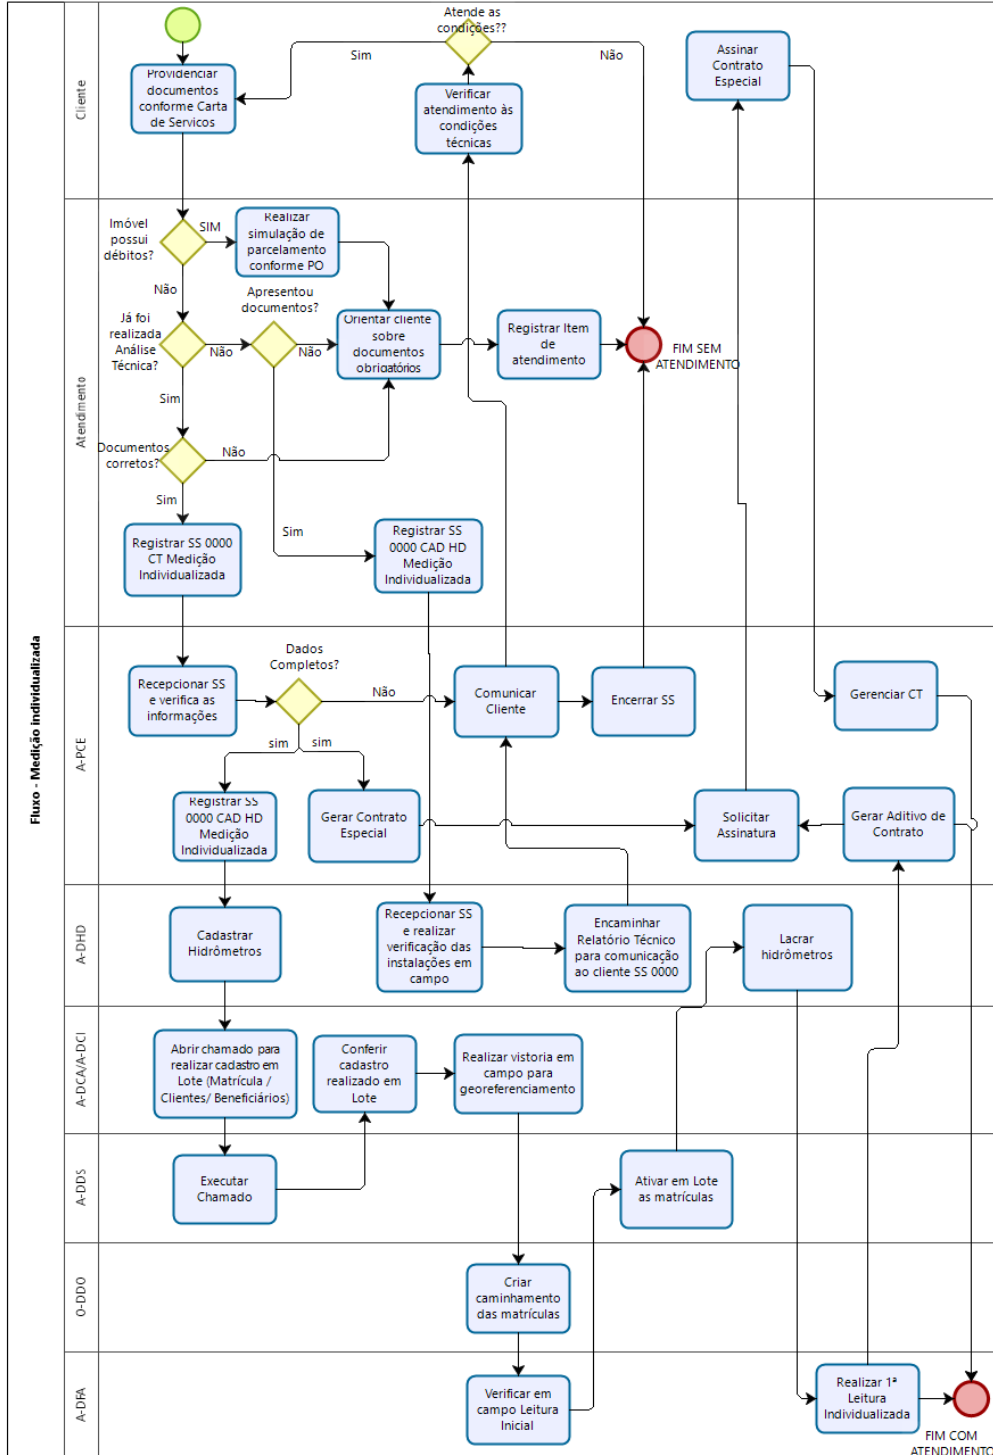 Fluxo - Medição individualizada
Cliente
Atende as
condições??
Sim
Não
Providenciar
documentos
conforme Carta
de Servicos
Verificar
atendimento às
condições
técnicas
Assinar
Contrato
Especial
Atendimento
Imóvel
possui
débitos?
SIM
Realizar
simulação de
parcelamento
conforme PO
Não
Apresentou
documentos?
Já foi
realizada
Análise
Técnica?
Não
Não
Orientar cliente
sobre
documentos
obrigatórios
Registrar Item
de
atendimento
FIM SEM
ATENDIMENTO
Sim
Documentos
corretos?
Não
Sim
Sim
Registrar SS 0000
CT Medição
Individualizada
Registrar SS
0000 CAD HD
Medição
Individualizada
A-PCE
Dados
Completos?
Recepcionar SS
e verifica as
informações
Não
Comunicar
Cliente
Encerrar SS
Gerenciar CT
sim
sim
Registrar SS
0000 CAD HD
Medição
Individualizada
Gerar Contrato
Especial
Solicitar
Assinatura
Gerar Aditivo de
Contrato
A-DHD
Cadastrar
Hidrômetros
Recepcionar SS
e realizar
verificação das
instalações em
campo
Encaminhar
Relatório Técnico
para comunicação
ao cliente SS 0000
Lacrar
hidrômetros
A-DCA/A-DCI
Abrir chamado para
realizar cadastro em
Lote (Matrícula /
Clientes/ Beneficiários)
Conferir
cadastro
realizado em
Lote
Realizar vistoria em
campo para
georeferenciamento
A-DDS
Executar
Chamado
Ativar em Lote
as matrículas
O-DDO
Criar
caminhamento
das matrículas
A-DFA
Verificar em
campo Leitura
Inicial
Realizar 1ª
Leitura
Individualizada
FIM COM
ATENDIMENTO